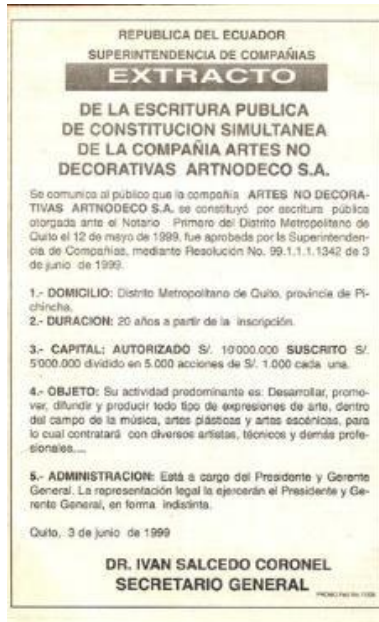 REPUBLICA DEL ECUADOR
SUPERINTENDENCIA DE COMPAÑIAS
EXTRACTO
DE LA ESCRITURA PUBLICA
DE CONSTITUCION SIMULTANEA
DE LA COMPAÑIA ARTES NO
DECORATIVAS ARTNODECO S.A.
Se comunica al público que la compañía ARTES NO DECORA-
TIVAS ARTNODECO S.A. se constituyó por escritura pública
otorgada ante el Notario Primero del Distrito Metropolitano de
Quito el 12 de mayo de 1999, fue aprobada por la Superintenden-
cia de Compañías, mediante Resolución No. 99.1.1.1.1342 de 3
de junio de 1999.
1.- DOMICILIO: Distrito Metropolitano de Quito, provincia de Pi-
chincha.
2.- DURACION: 20 años a partir de la inscripción.
3.- CAPITAL: AUTORIZADO S/. 10'000.000 SUSCRITO S/.
5'000.000 dividido en 5.000 acciones de S/. 1.000 cada una.
4.- OBJETO: Su actividad predominante es: Desarrollar, promo-
ver, difundir y producir todo tipo de expresiones de arte, dentro
del campo de la música, artes plásticas y artes escénicas, para
lo cual contratará con diversos artistas, técnicos y demás profe-
sionales....
5.- ADMINISTRACION: Está a cargo del Presidente y Gerente
General. La representación legal la ejercerán el Presidente y Ge-
rente General, en forma indistinta.
Quito, 3 de junio de 1999
DR. IVAN SALCEDO CORONEL
SECRETARIO GENERAL